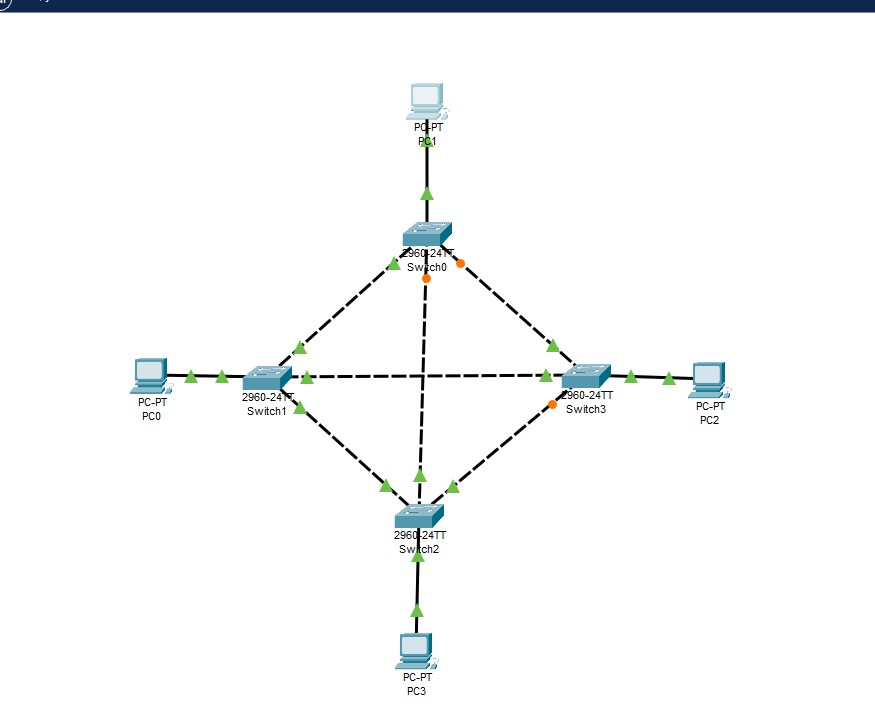 PC-PT
PC1
2960-24TT
Switch0
PC-PT
PC0
2960-24TT
Switch1
2960-24TT
Switch3
PC-PT
PC2
2960-24TT
Switch2
PC-PT
PC3